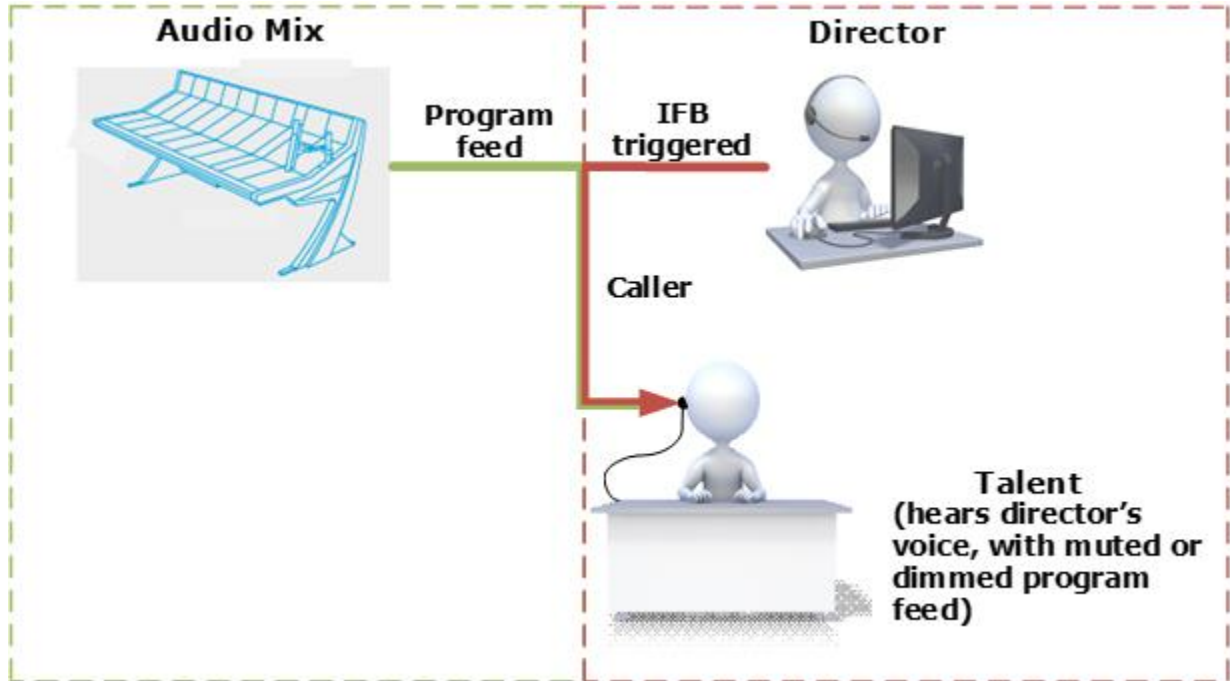 Audio Mix
Director
Program
feed
IFB
triggered
Caller
Talent
(hears director's
voice, with muted or
dimmed program
feed)